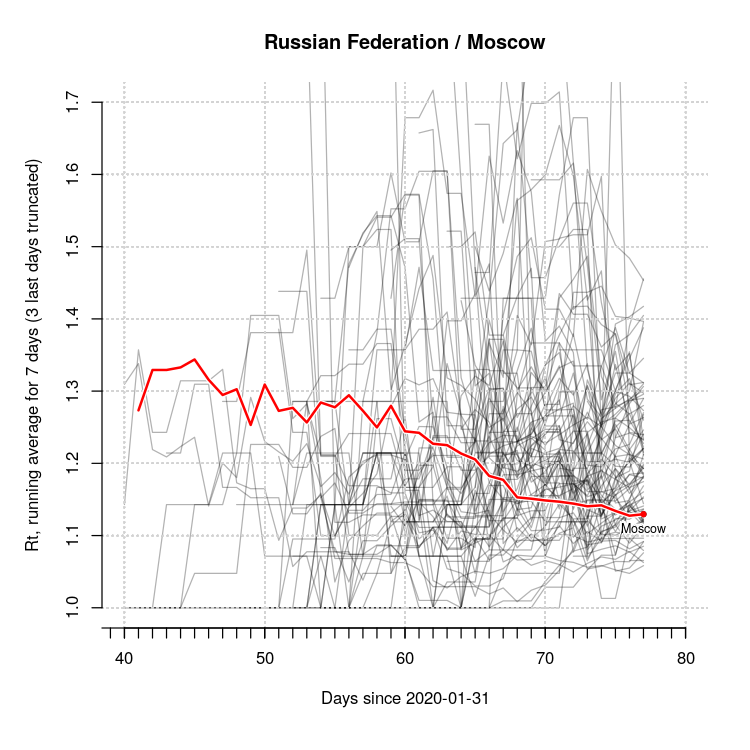 Russian Federation / Moscow
Rt, running average for 7 days (3 last days truncated)
1.7
1.6
1.5
1.4
1.3
1.2
1.1
1.0
Moscow
40 50 60 70 80
Days since 2020-01-31